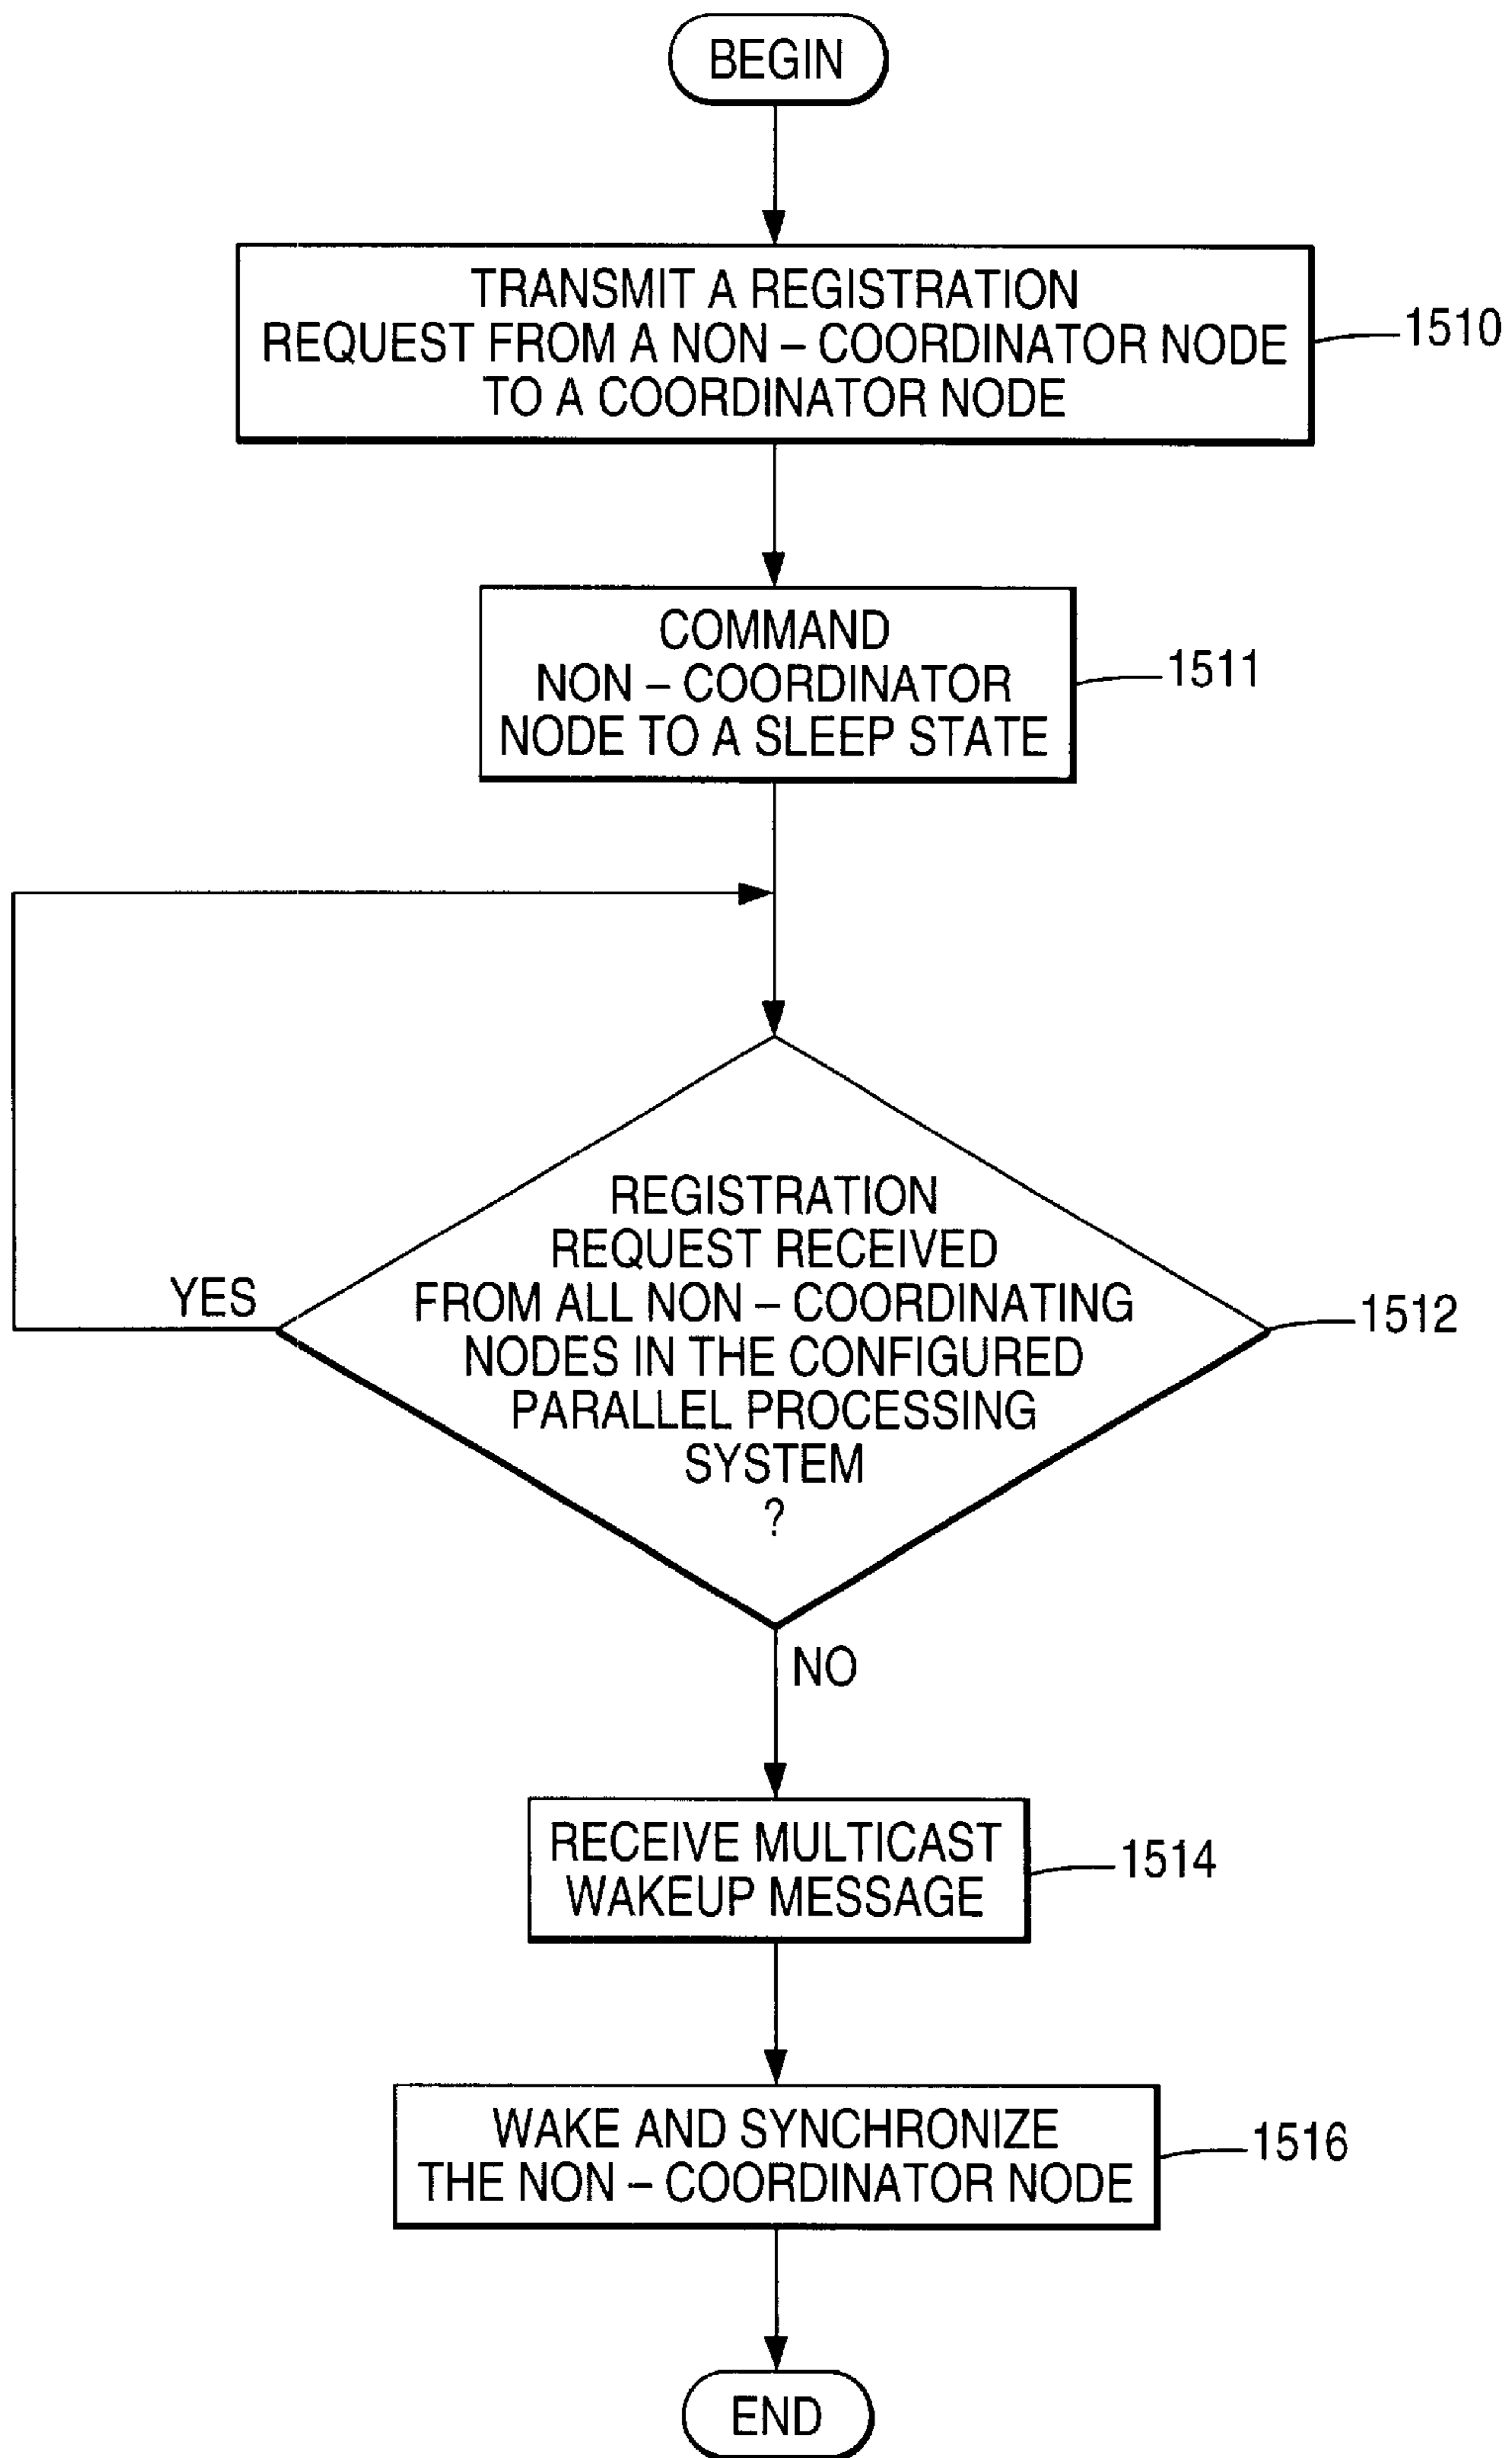 BEGIN
TRANSMIT A REGISTRATION
REQUEST FROM A NON – COORDINATOR NODE
TO A COORDINATOR NODE
1510
COMMAND
NON – COORDINATOR
NODE TO A SLEEP STATE
1511
REGISTRATION
REQUEST RECEIVED
FROM ALL NON – COORDINATING
NODES IN THE CONFIGURED
PARALLEL PROCESSING
SYSTEM
?
YES
1512
NO
RECEIVE MULTICAST
WAKEUP MESSAGE
1514
WAKE AND SYNCHRONIZE
THE NON – COORDINATOR NODE
1516
END